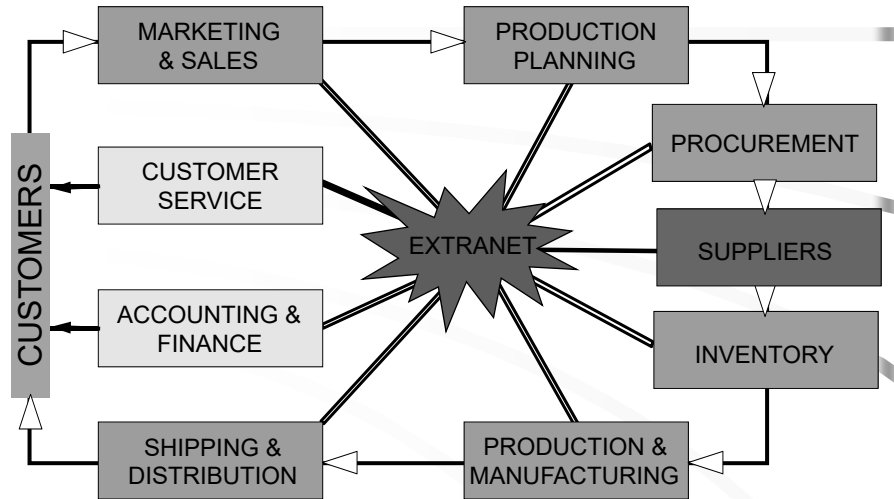 MARKETING
& SALES
PRODUCTION
PLANNING
PROCUREMENT
CUSTOMER
SERVICE
CUSTOMERS
EXTRANET
SUPPLIERS
ACCOUNTING &
FINANCE
INVENTORY
SHIPPING &
DISTRIBUTION
PRODUCTION &
MANUFACTURING